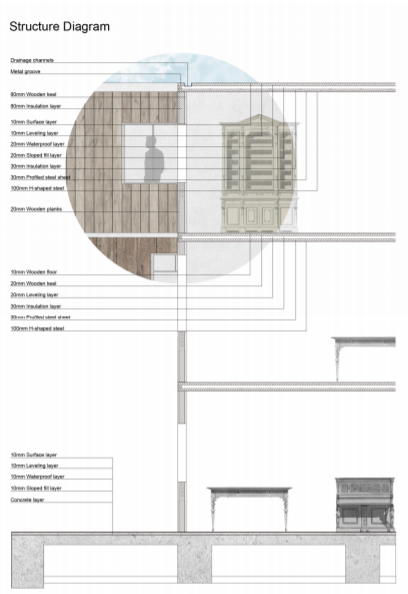 Structure Diagram
Drainage channels
Metal groove
80mm Wooden keel
80mm Insulation layer
10mm Surface layer
10mm Leveling layer
20mm Waterproof layer
20mm Sloped fill layer
30mm Insulation layer
30mm Profiled steel sheet
100mm H-shaped steel
20mm Wooden planks
10mm Wooden floor
20mm Wooden keel
20mm Leveling layer
30mm Insulation layer
30mm Profiled steel sheet
100mm H-shaped steel
10mm Surface layer
10mm Leveling layer
10mm Waterproof layer
10mm Sloped fill layer
Concrete layer